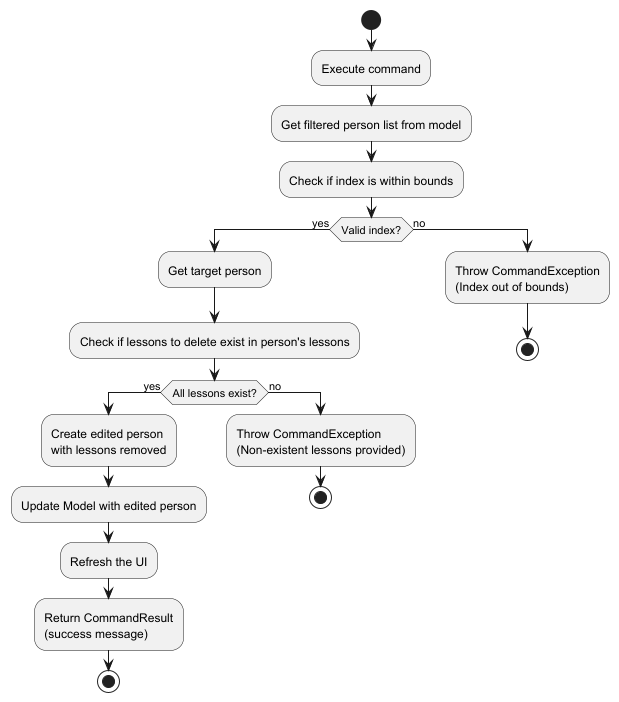 Execute command
Get filtered person list from model
Check if index is within bounds
yes
Valid index?
no
Get target person
Throw CommandException
(Index out of bounds)
Check if lessons to delete exist in person's lessons
yes
All lessons exist?
no
Create edited person
with lessons removed
Throw CommandException
(Non-existent lessons provided)
Update Model with edited person
Refresh the UI
Return CommandResult
(success message)